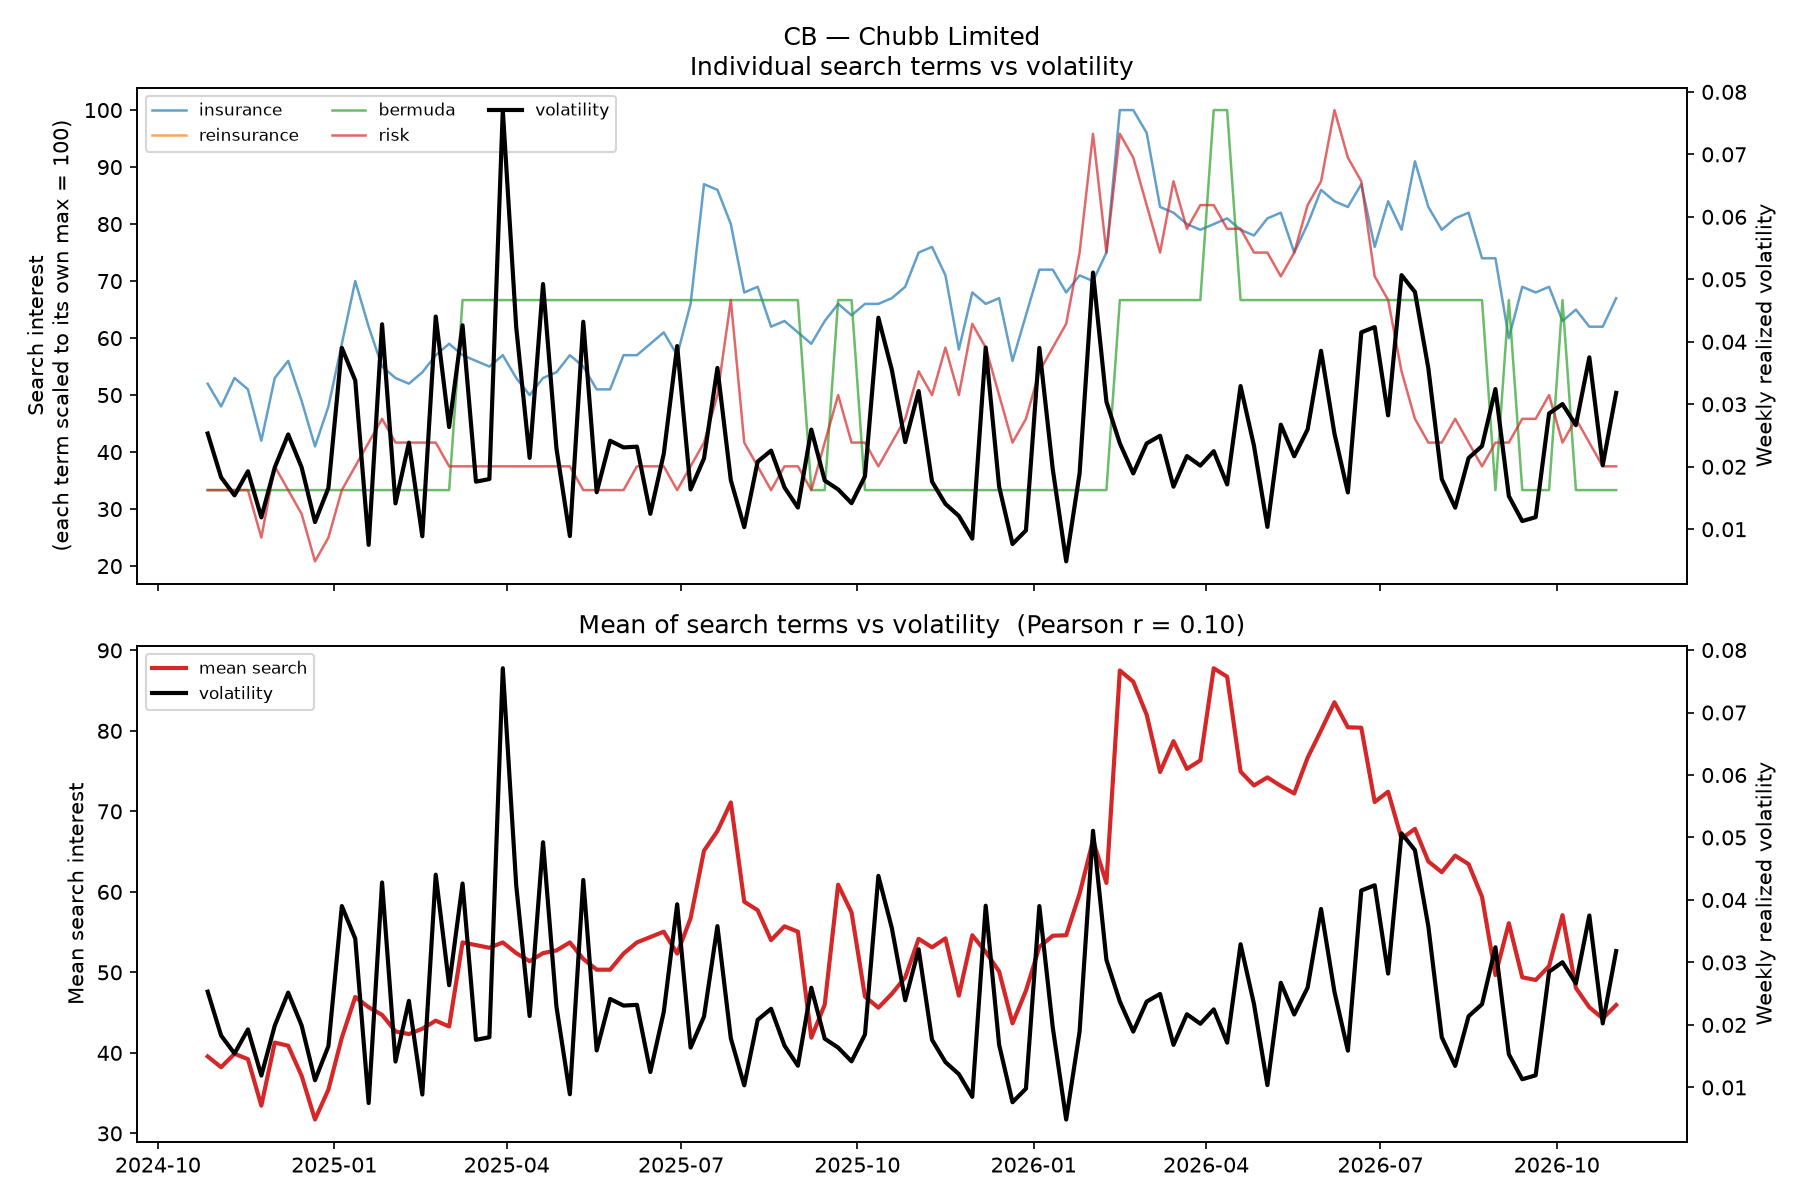 CB — Chubb Limited
Individual search terms vs volatility
insurance
reinsurance
bermuda
risk
volatility
Search interest
(each term scaled to its own max = 100)
100
90
80
70
60
50
40
30
20
0.08
0.07
0.06
0.05
0.04
0.03
0.02
0.01
Weekly realized volatility
Mean of search terms vs volatility  (Pearson r = 0.10)
mean search
volatility
Mean search interest
90
80
70
60
50
40
30
0.08
0.07
0.06
0.05
0.04
0.03
0.02
0.01
Weekly realized volatility
2024-10
2025-01
2025-04
2025-07
2025-10
2026-01
2026-04
2026-07
2026-10